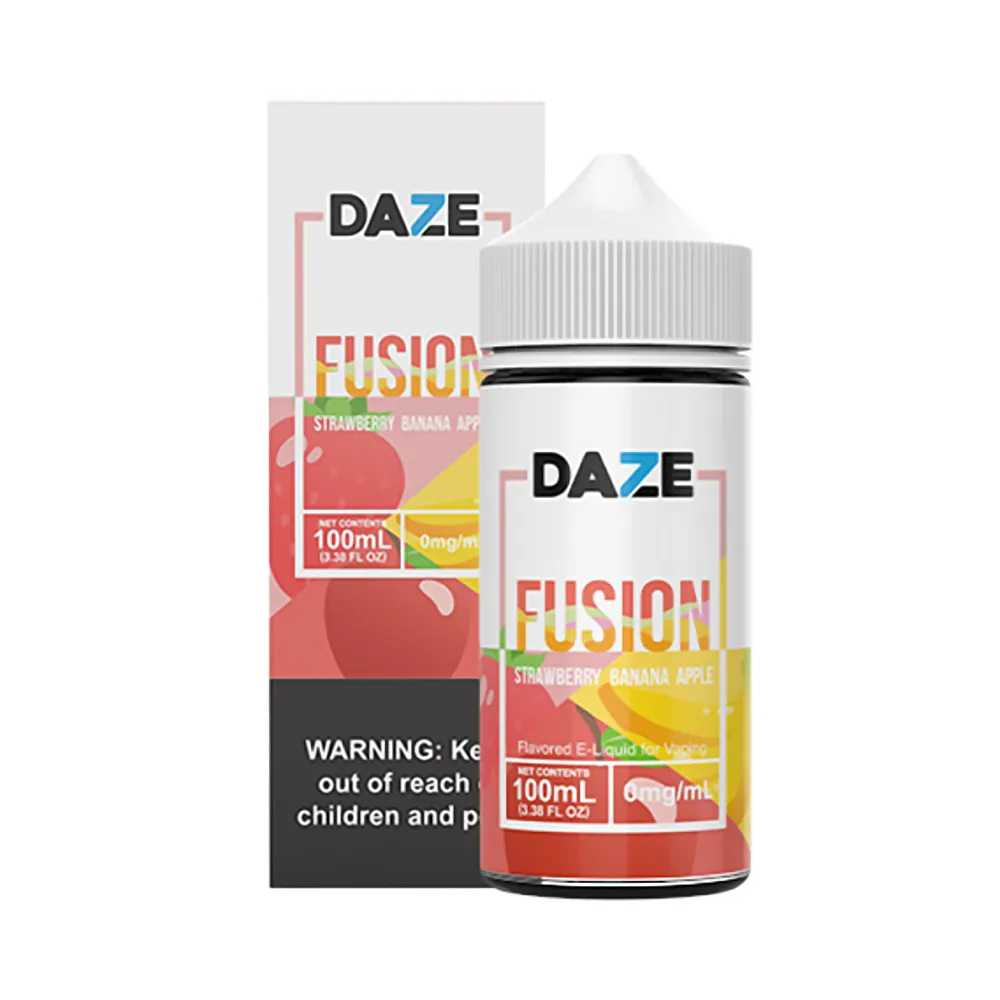 DAZE
FUSION
STRAWBERRY BANANA APP
NET CONTENTS
100mL
(3.38 FL OZ)
0mg/m
WARNING: Ke
out of reach
children and p
DAZE
FUSION
STRAWBERRY BANANA APPLE
Flavored E-Liquid for Vaping
NET CONTENTS
100mL
(3.38 FL OZ)
0mg/mL